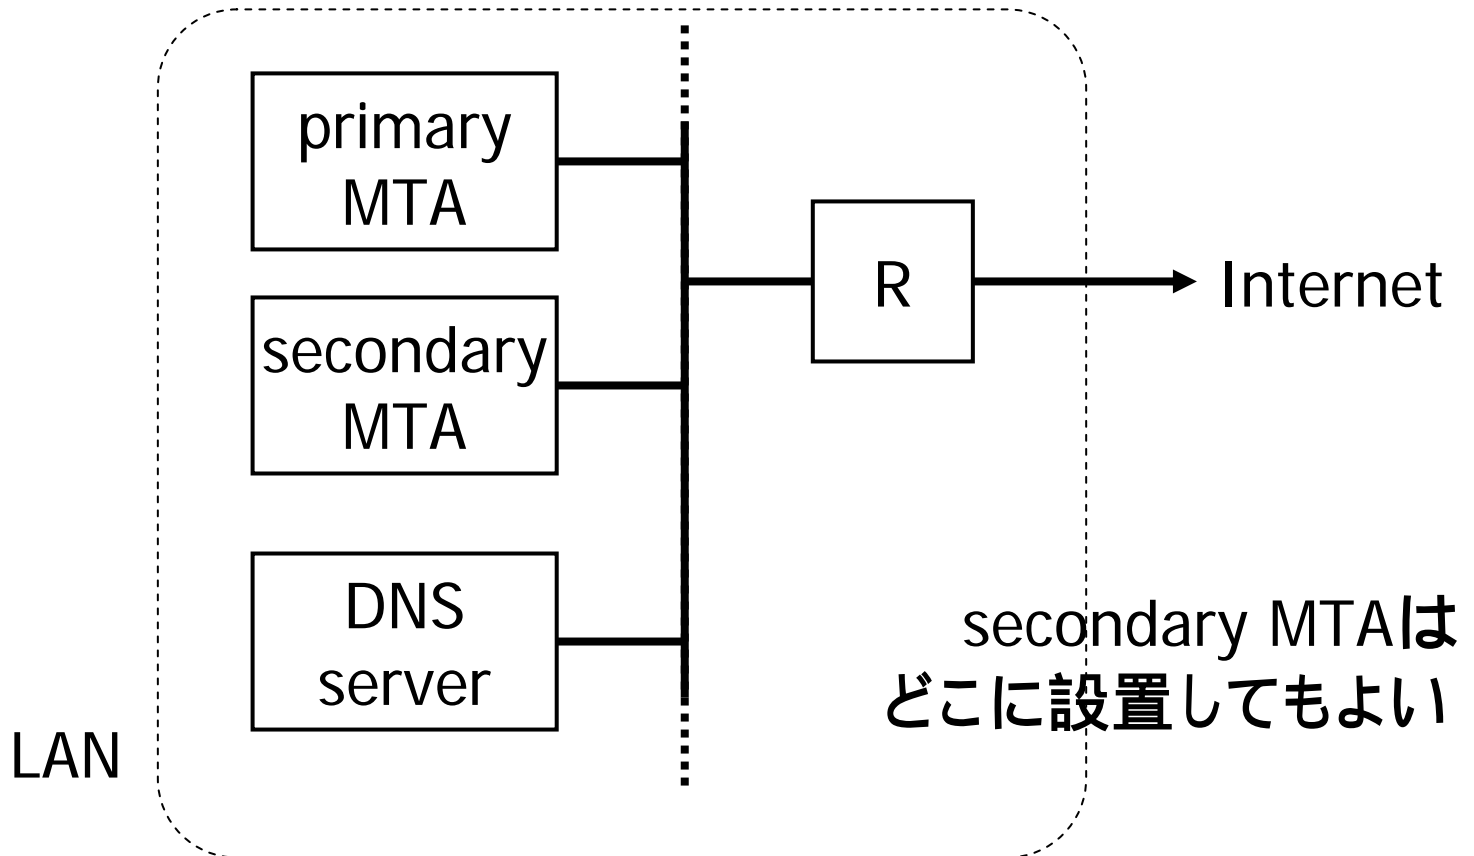 primary
MTA
R
Internet
secondary
MTA
DNS
server
secondary MTAは
どこに設置してもよい
LAN